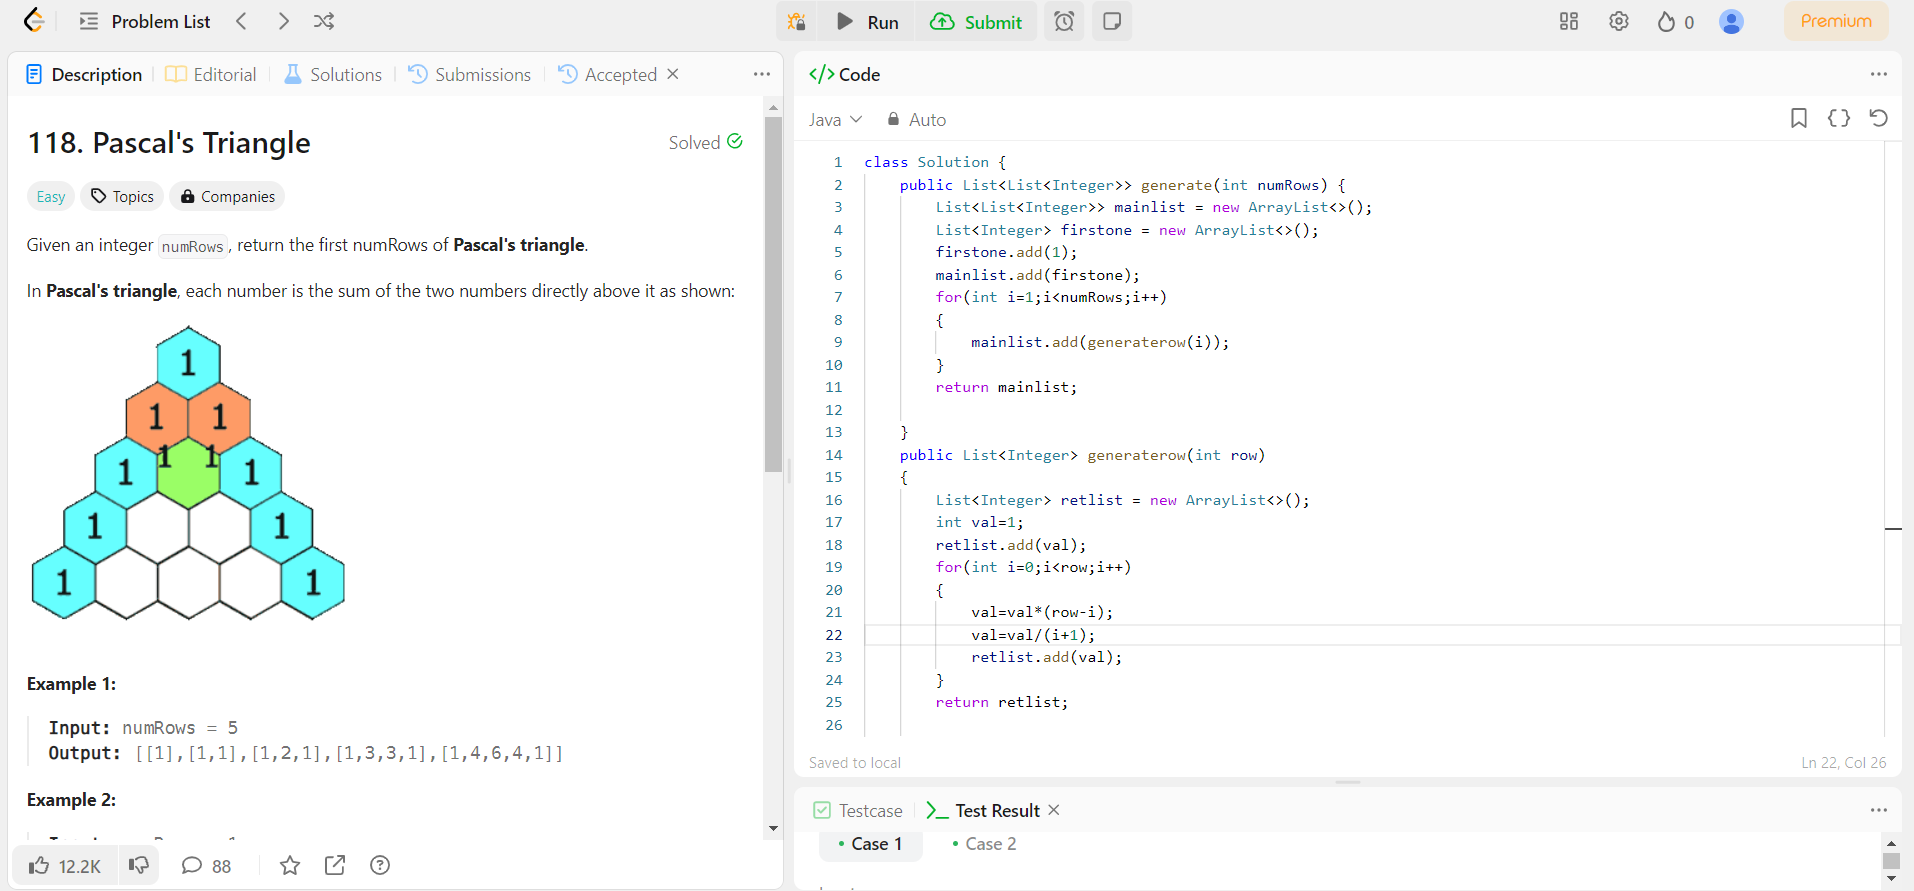 Problem List
Run
Submit
0
Premium
Description
Editorial
Solutions
Submissions
Accepted
118. Pascal's Triangle
Solved
Easy
Topics
Companies
Given an integer numRows, return the first numRows of Pascal's triangle.
In Pascal's triangle, each number is the sum of the two numbers directly above it as shown:
1
1 1
1 1 1 1
1 1
1 1
Example 1:
Input: numRows = 5
Output: [[1],[1,1],[1,2,1],[1,3,3,1],[1,4,6,4,1]]
Example 2:
12.2K
88
</> Code
Java
Auto
1 class Solution {
2 public List<List<Integer>> generate(int numRows) {
3 List<List<Integer>> mainlist = new ArrayList<>();
4 List<Integer> firstone = new ArrayList<>();
5 firstone.add(1);
6 mainlist.add(firstone);
7 for(int i=1;i<numRows;i++)
8 {
9 mainlist.add(generaterow(i));
10 }
11 return mainlist;
12
13 }
14 public List<Integer> generaterow(int row)
15 {
16 List<Integer> retlist = new ArrayList<>();
17 int val=1;
18 retlist.add(val);
19 for(int i=0;i<row;i++)
20 {
21 val=val*(row-i);
22 val=val/(i+1);
23 retlist.add(val);
24 }
25 return retlist;
26
Saved to local
Ln 22, Col 26
Testcase
Test Result
Case 1
Case 2